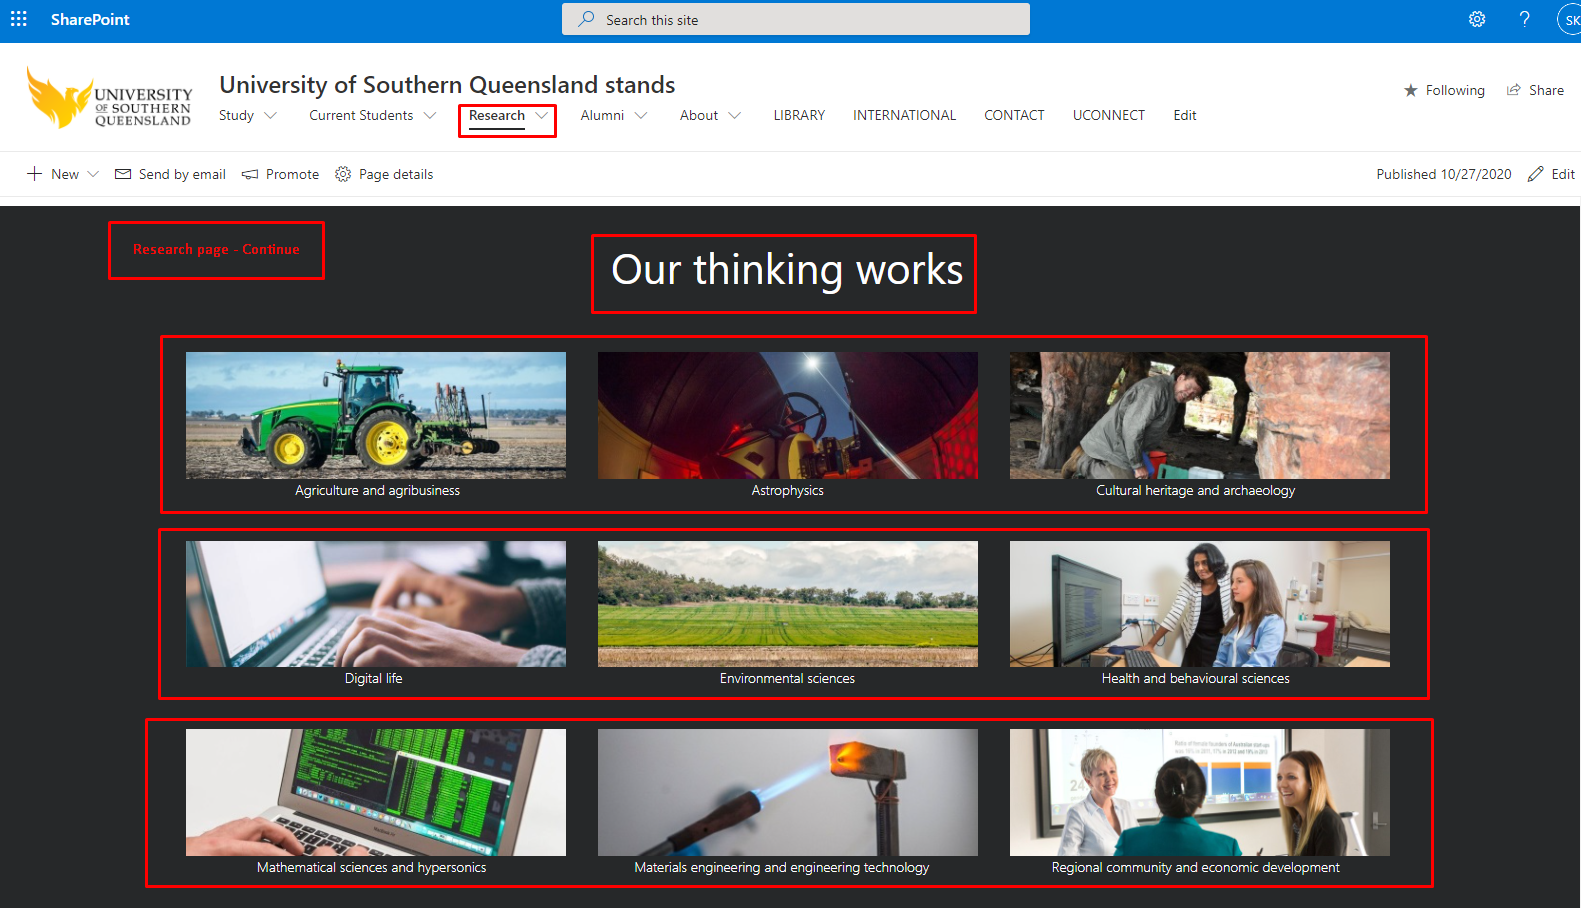 SharePoint
Search this site
SK
UNIVERSITY
OF SOUTHERN
QUEENSLAND
University of Southern Queensland stands
Following
Share
Study
Current Students
Research
Alumni
About
LIBRARY
INTERNATIONAL
CONTACT
UCONNECT
Edit
New
Send by email
Promote
Page details
Published 10/27/2020
Edit
Research page - Continue
Our thinking works
Agriculture and agribusiness
Astrophysics
Cultural heritage and archaeology
Digital life
Environmental sciences
Health and behavioural sciences
Mathematical sciences and hypersonics
Materials engineering and engineering technology
Regional community and economic development